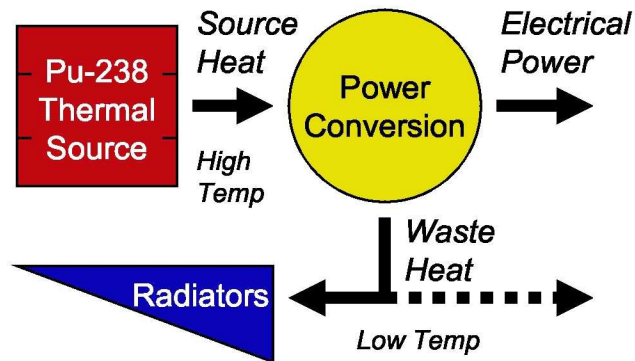 Pu-238
Thermal
Source
Source
Heat
High
Temp
Power
Conversion
Electrical
Power
Waste
Heat
Radiators
Low Temp